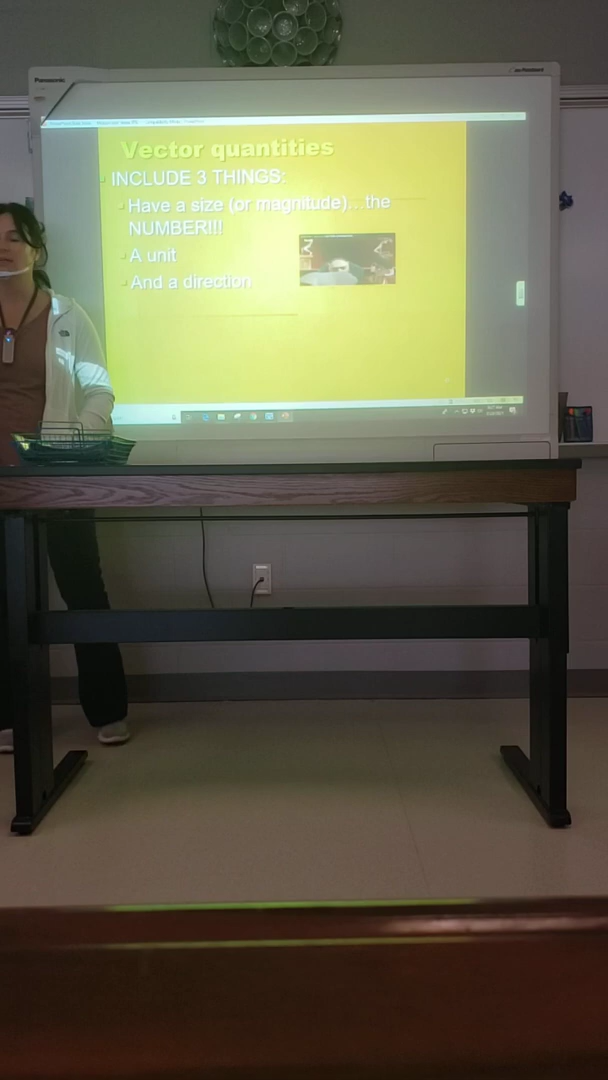 Panasonic
Vector quantities
INCLUDE 3 THINGS:
Have a size (or magnitude)...the
NUMBER!!!
A unit
And a direction